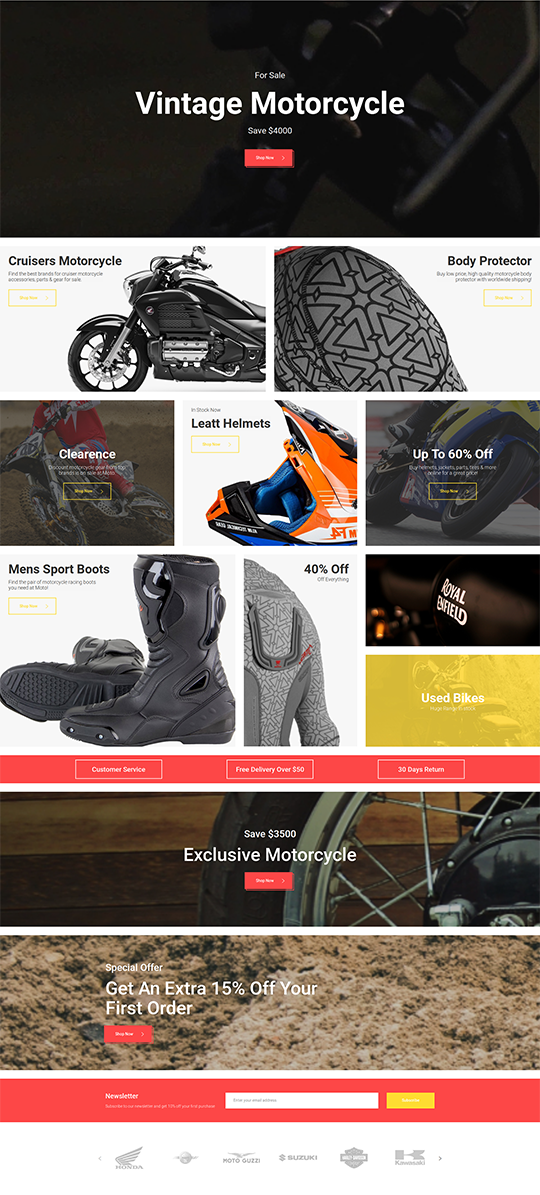 For Sale
Vintage Motorcycle
Save $4000
Shop Now
Cruisers Motorcycle
Find the best brands for cruiser motorcycle
accessories, parts & gear for sale.
Shop Now
Body Protector
Buy low price, high quality motorcycle body
protector with worldwide shipping!
Shop Now
Clearence
Discount motorcycle gear from top
brands is on sale at Moto.
Shop Now
In Stock Now
Leatt Helmets
Shop Now
Up To 60% Off
Buy helmets, jackets, parts, tires & more
online for a great price!
Shop Now
Mens Sport Boots
Find the pair of motorcycle racing boots
you need at Moto!
Shop Now
40% Off
Off Everything
ROYAL
ENFIELD
Used Bikes
Customer Service
Free Delivery Over $50
30 Days Return
Save $3500
Exclusive Motorcycle
Shop Now
Special Offer
Get An Extra 15% Off Your
First Order
Shop Now
Newsletter
Subscribe to our newsletter and get 10% off your first purchase
Enter your email address
Subscribe
HONDA
MOTO GUZZI
SUZUKI
HARLEY-DAVIDSON
Kawasaki